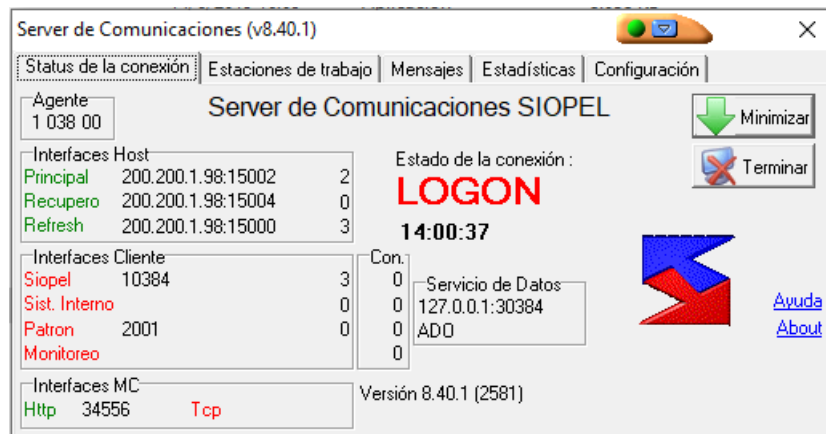 Server de Comunicaciones (v8.40.1)
Status de la conexión Estaciones de trabajo Mensajes Estadísticas Configuración
Agente
1 038 00
Server de Comunicaciones SIOPEL
Minimizar
Terminar
Interfaces Host
Principal 200.200.1.98:15002 2
Recupero 200.200.1.98:15004 0
Refresh 200.200.1.98:15000 3
Estado de la conexión :
LOGON
14:00:37
Interfaces Cliente Con.
Siopel 10384 3 0
Sist. Interno 0 0
Patron 2001 0 0
Monitoreo 0
Servicio de Datos
127.0.0.1:30384
ADO
Ayuda
About
Interfaces MC
Http 34556 Tcp
Versión 8.40.1 (2581)